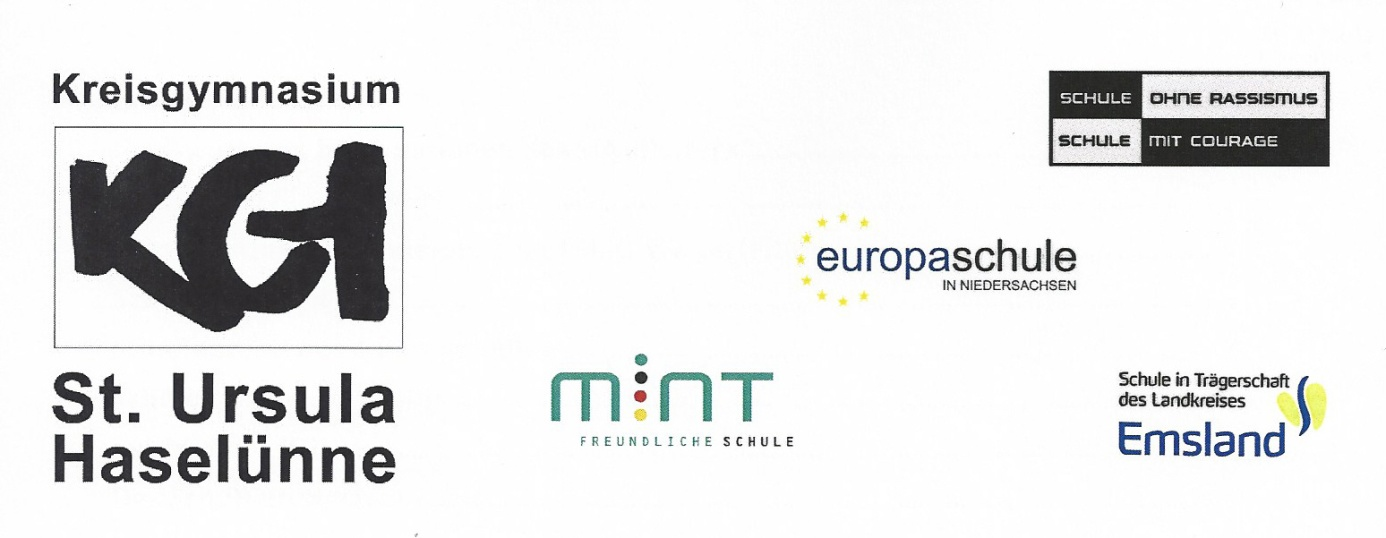 Kreisgymnasium
KGH
St. Ursula
Haselünne
SCHULE OHNE RASSISMUS
SCHULE MIT COURAGE
europaschule
IN NIEDERSACHSEN
MINT
FREUNDLICHE SCHULE
Schule in Trägerschaft
des Landkreises
Emsland